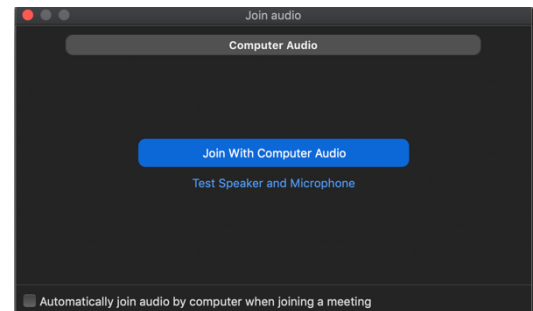 Join audio
Computer Audio
Join With Computer Audio
Test Speaker and Microphone
Automatically join audio by computer when joining a meeting